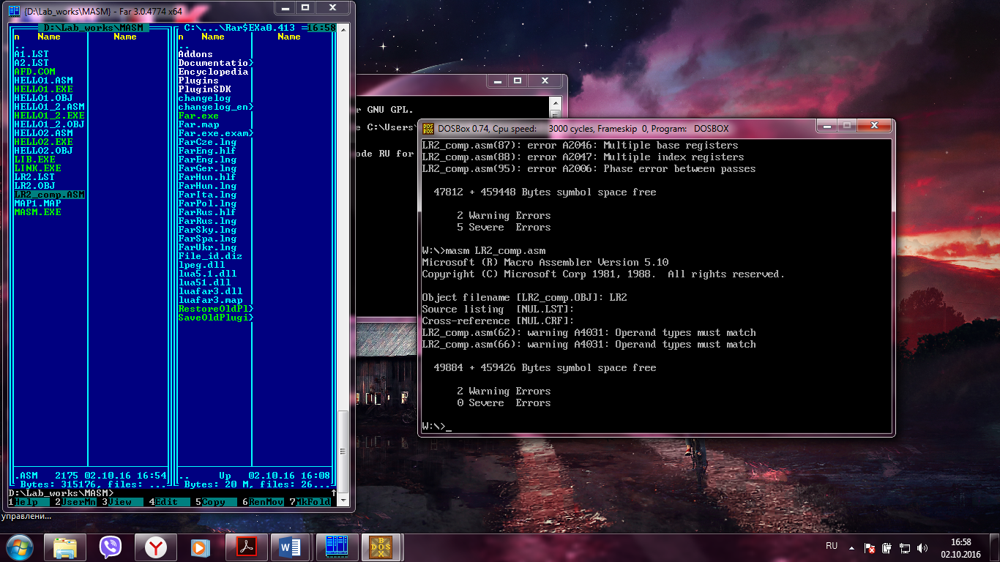 {D:\Lab_works\MASM} - Far 3.0.4774 x64
D:\Lab_works\MASM
n Name Name
..
A1.LST
A2.LST
AFD.COM
HELLO1.ASM
HELLO1.EXE
HELLO1.OBJ
HELLO1_2.ASM
HELLO1_2.EXE
HELLO1_2.OBJ
HELLO2.ASM
HELLO2.EXE
HELLO2.OBJ
LIB.EXE
LINK.EXE
LR2.LST
LR2.OBJ
LR2_comp.ASM
MAP1.MAP
MASM.EXE
.ASM 2175 02.10.16 16:54
Bytes: 315176, files: ...
C:\...\Rar$EXa0.413 =16:58
n Name Name
..
Addons
Documentatio>
Encyclopedia
Plugins
PluginSDK
changelog
changelog_en>
Far.exe
Far.map
Far.exe.exam>
FarCze.lng
FarEng.hlf
FarEng.lng
FarGer.lng
FarHun.hlf
FarHun.lng
FarIta.lng
FarPol.lng
FarRus.hlf
FarRus.lng
FarSky.lng
FarSpa.lng
FarUkr.lng
File_id.diz
lpeg.dll
lua5.1.dll
lua51.dll
luafar3.dll
luafar3.map
RestoreOldPl>
SaveOldPlugi>
.. Up 02.10.16 16:08
Bytes: 20 M, files: 26...
D:\Lab_works\MASM>
1Help 2UserMn 3View 4Edit 5Copy 6RenMov 7MkFold
управлени...
r GNU GPL.
e C:\Users\
ode RU for
DOSBox 0.74, Cpu speed: 3000 cycles, Frameskip 0, Program: DOSBOX
LR2_comp.asm(87): error A2046: Multiple base registers
LR2_comp.asm(88): error A2047: Multiple index registers
LR2_comp.asm(95): error A2006: Phase error between passes
47812 + 459448 Bytes symbol space free
2 Warning Errors
5 Severe Errors
W:\>masm LR2_comp.asm
Microsoft (R) Macro Assembler Version 5.10
Copyright (C) Microsoft Corp 1981, 1988. All rights reserved.
Object filename [LR2_comp.OBJ]: LR2
Source listing [NUL.LST]:
Cross-reference [NUL.CRF]:
LR2_comp.asm(62): warning A4031: Operand types must match
LR2_comp.asm(66): warning A4031: Operand types must match
49884 + 459426 Bytes symbol space free
2 Warning Errors
0 Severe Errors
W:\>_
RU
16:58
02.10.2016